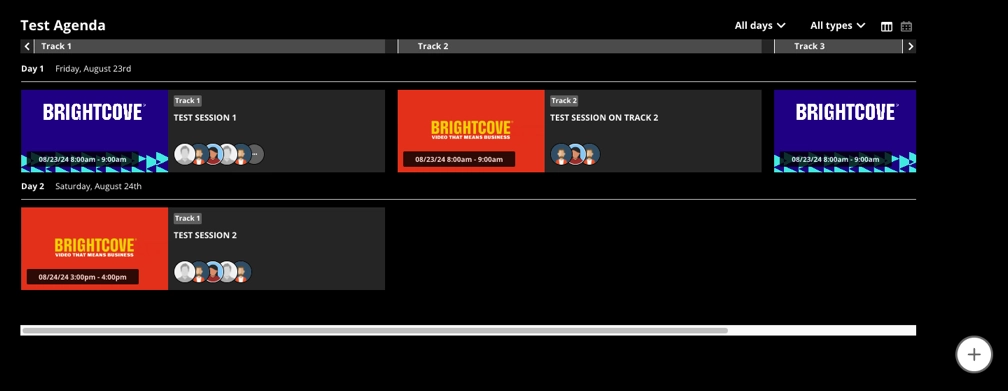 Test Agenda
All days
All types
Track 1
Track 2
Track 3
Day 1 Friday, August 23rd
BRIGHTCOVE
08/23/24 8:00am - 9:00am
Track 1
TEST SESSION 1
...
BRIGHTCOVE
VIDEO THAT MEANS BUSINESS
08/23/24 8:00am - 9:00am
Track 2
TEST SESSION ON TRACK 2
BRIGHTCOVE
08/23/24 8:00am - 9:00am
Day 2 Saturday, August 24th
BRIGHTCOVE
VIDEO THAT MEANS BUSINESS
08/24/24 3:00pm - 4:00pm
Track 1
TEST SESSION 2